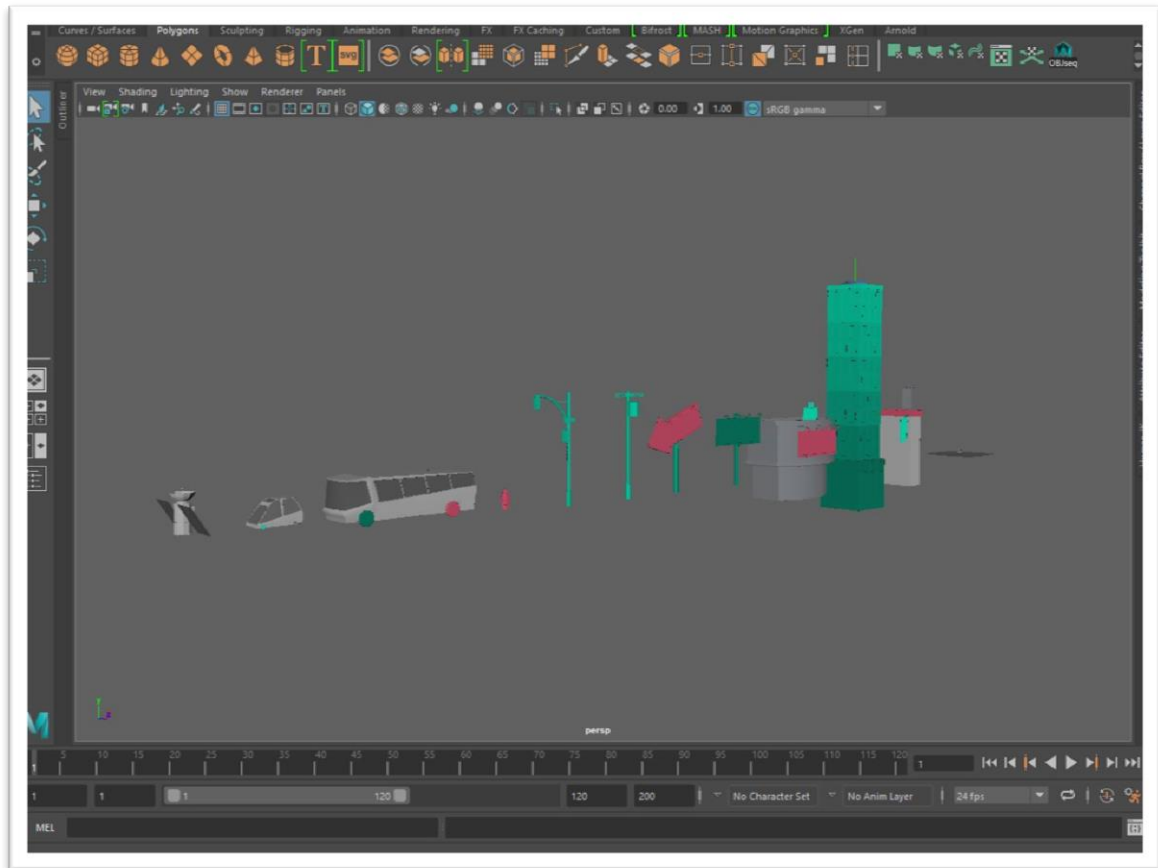 Curves / Surfaces Polygons Sculpting Rigging Animation Rendering FX FX Caching Custom Bifrost MASH Motion Graphics XGen Arnold
T svg OBJseq
View Shading Lighting Show Renderer Panels
0.00 1.00 sRGB gamma
Outliner
persp
5 10 15 20 25 30 35 40 45 50 55 60 65 70 75 80 85 90 95 100 105 110 115 120
1 1
1 1 1 120 120 200 No Character Set No Anim Layer 24 fps
MEL